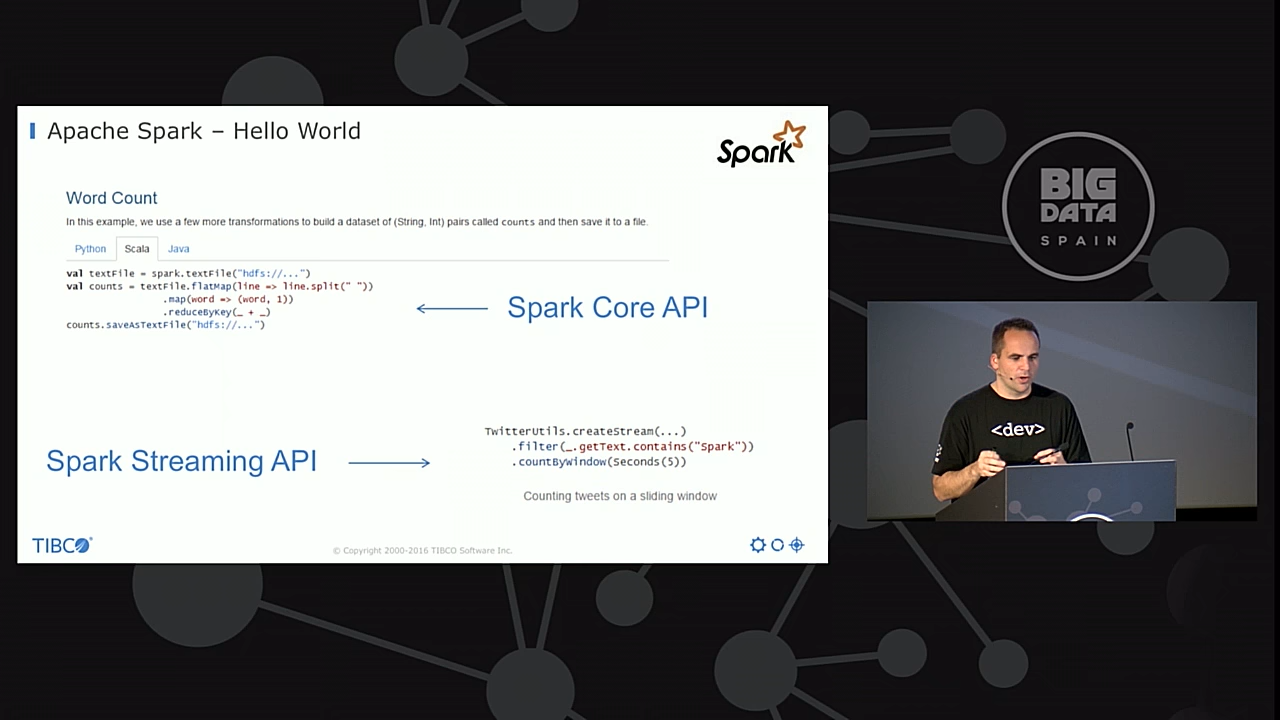 Apache Spark – Hello World
Spark
Word Count
In this example, we use a few more transformations to build a dataset of (String, Int) pairs called counts and then save it to a file.
Python Scala Java
val textFile = spark.textFile("hdfs://...")
val counts = textFile.flatMap(line => line.split(" "))
.map(word => (word, 1))
.reduceByKey(_ + _)
counts.saveAsTextFile("hdfs://...")
Spark Core API
Spark Streaming API
TwitterUtils.createStream(...)
.filter(_.getText.contains("Spark"))
.countByWindow(Seconds(5))
Counting tweets on a sliding window
TIBCO
© Copyright 2000-2016 TIBCO Software Inc.
BIG
DATA
SPAIN
<dev>